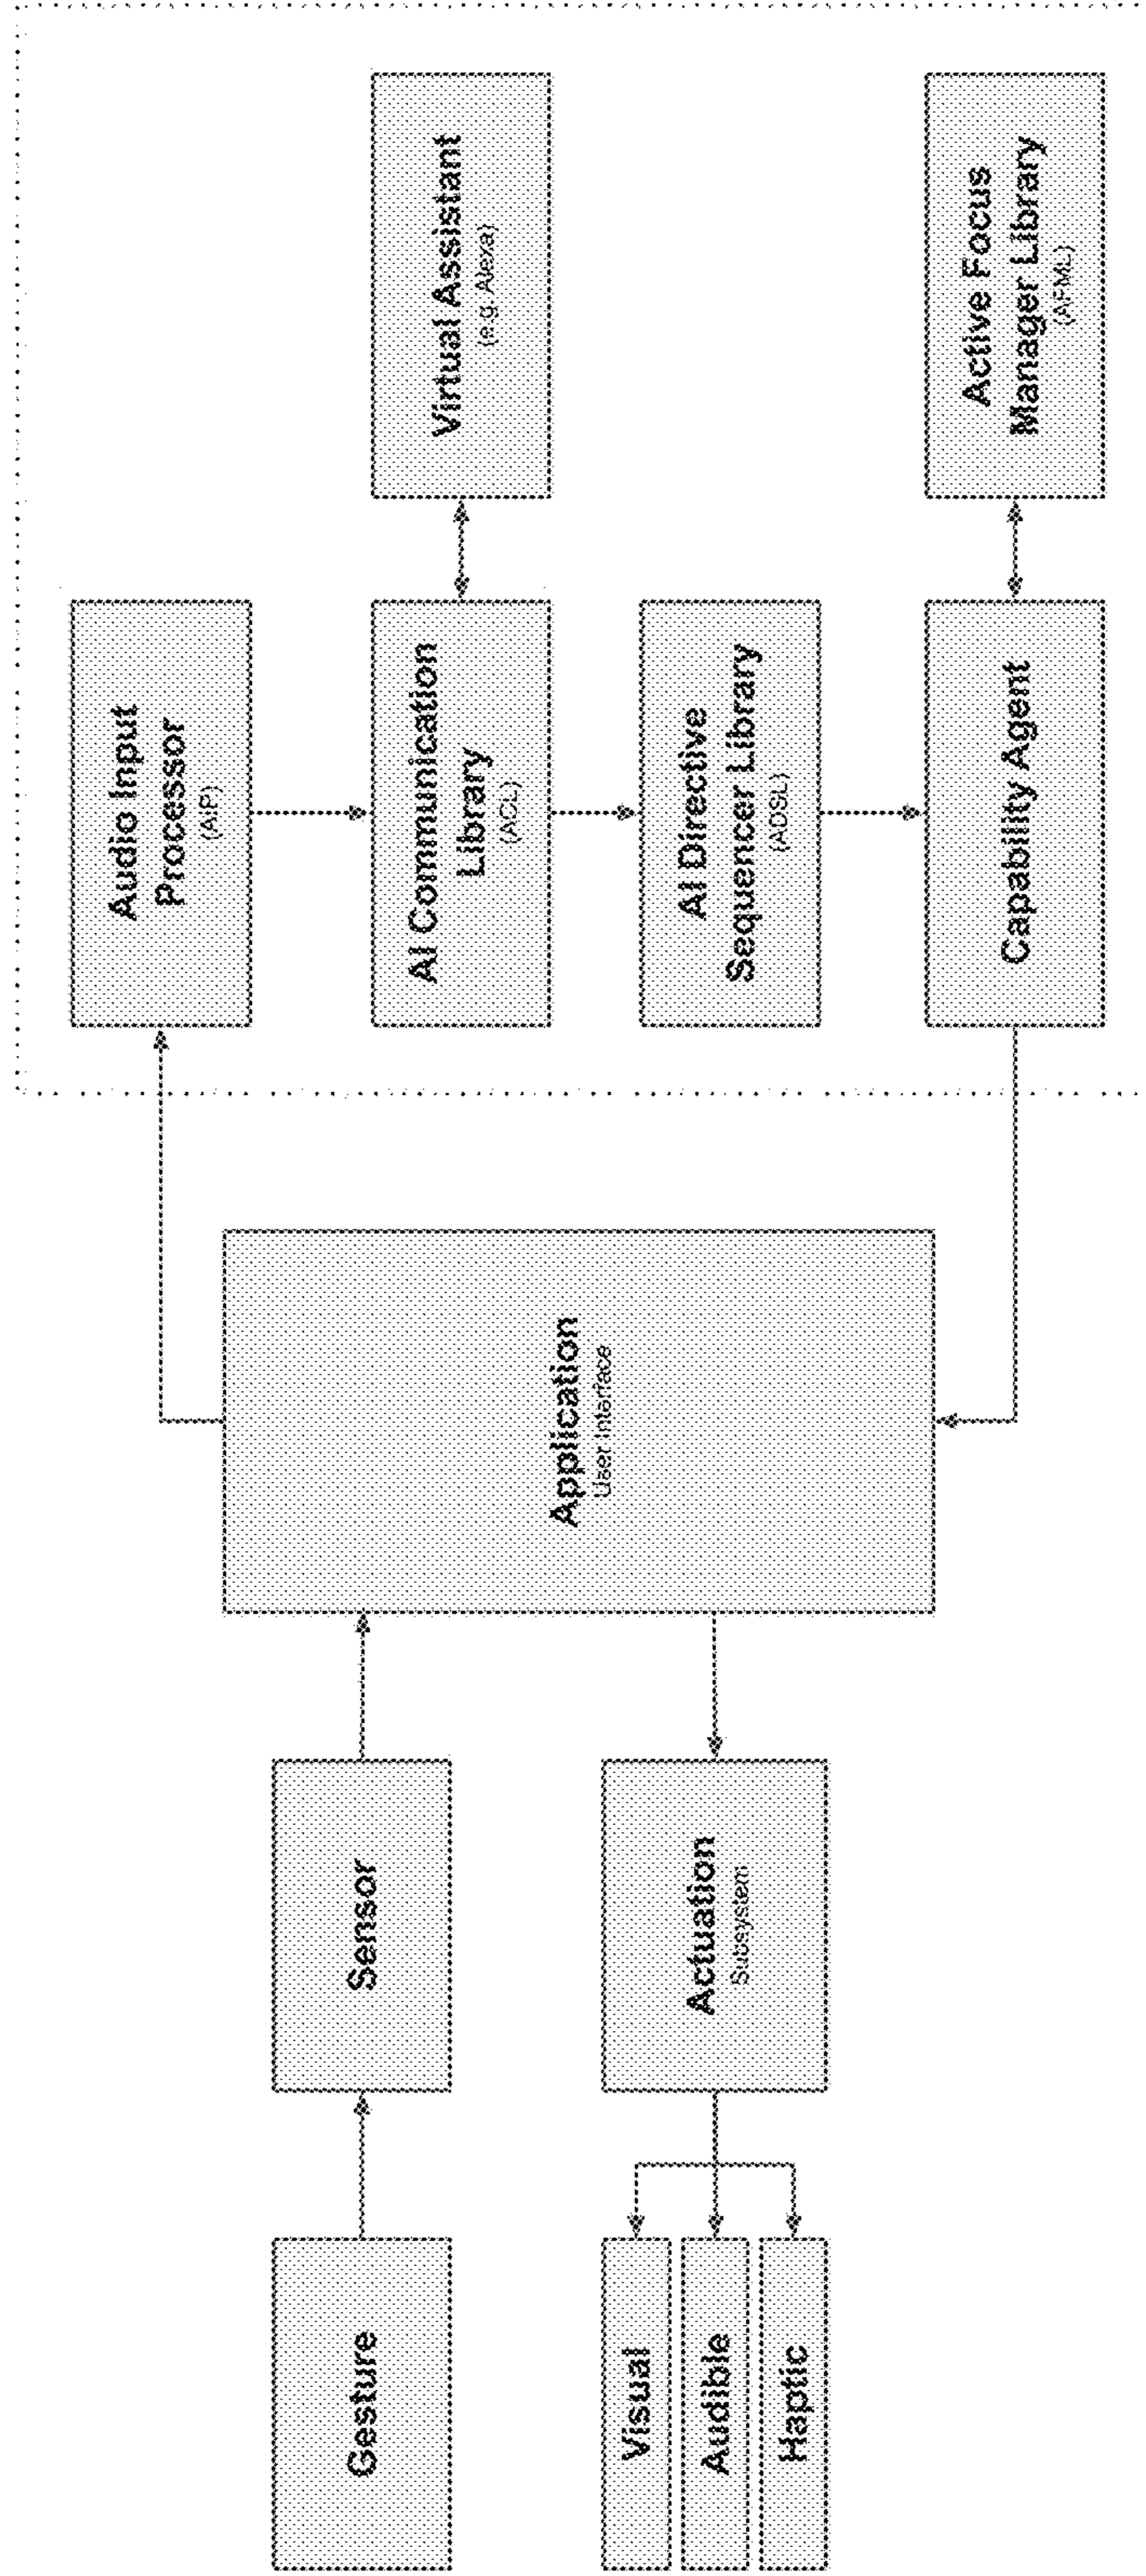 Gesture
Sensor
Visual
Audible
Haptic
Actuation
Subsystem
Application
User Interface
Audio Input
Processor
(AIP)
AI Communication
Library
(ACL)
Virtual Assistant
(e.g. Alexa)
AI Directive
Sequencer Library
(ADSL)
Capability Agent
Active Focus
Manager Library
(AFML)